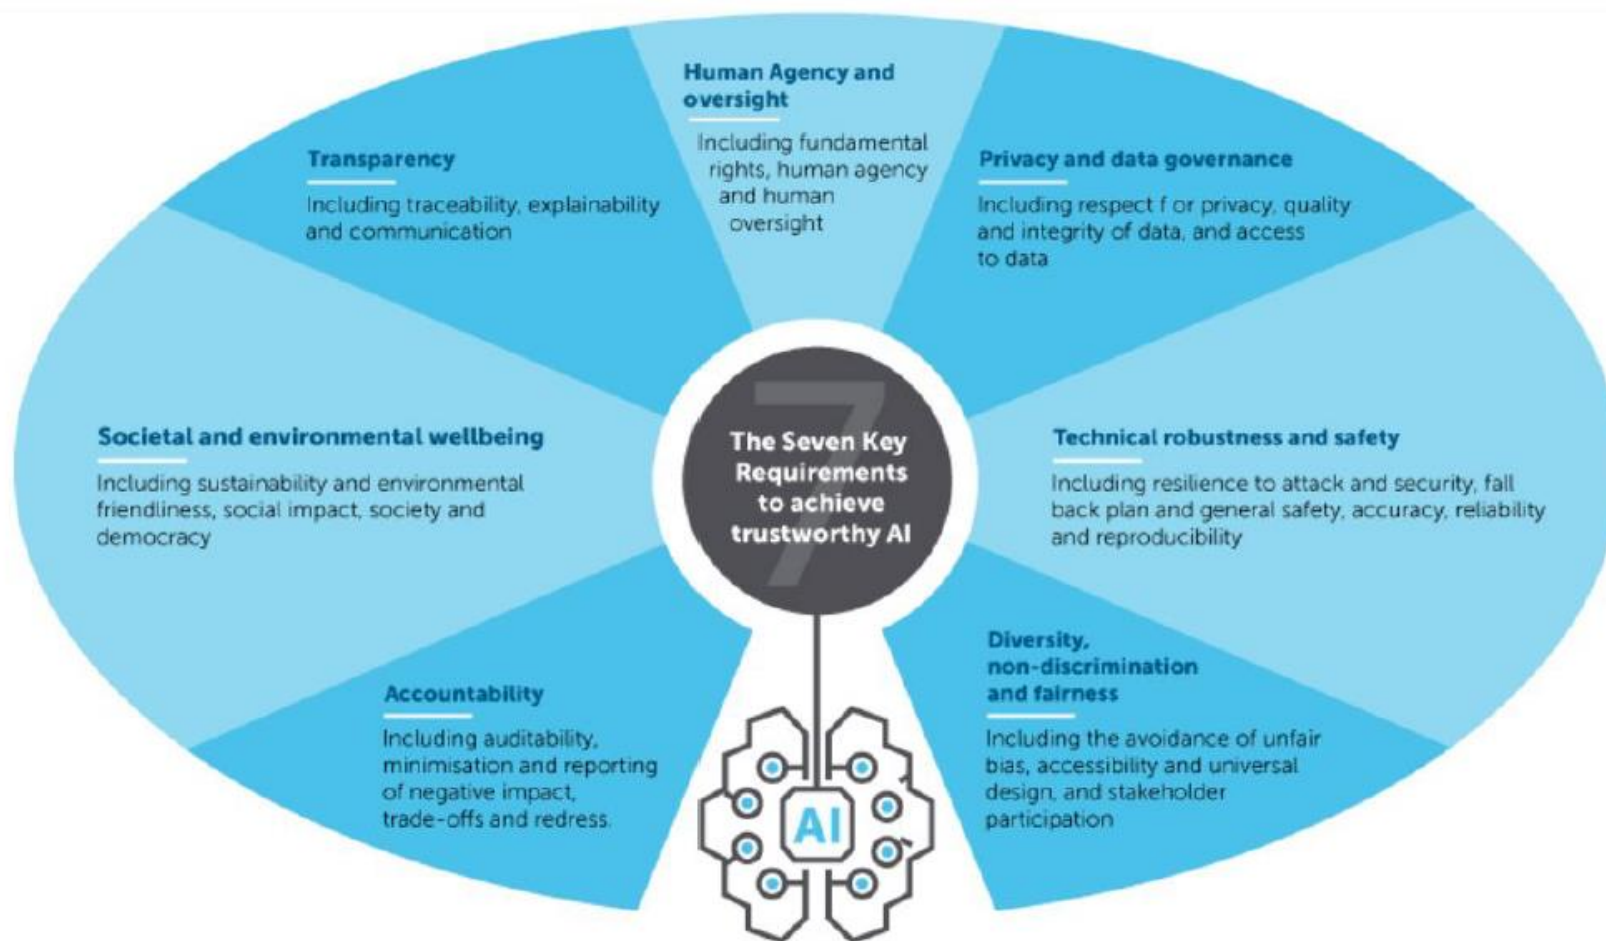 Human Agency and
oversight
Including fundamental
rights, human agency
and human
oversight
Transparency
Including traceability, explainability
and communication
Privacy and data governance
Including respect f or privacy, quality
and integrity of data, and access
to data
Societal and environmental wellbeing
Including sustainability and environmental
friendliness, social impact, society and
democracy
7
The Seven Key
Requirements
to achieve
trustworthy AI
Technical robustness and safety
Including resilience to attack and security, fall
back plan and general safety, accuracy, reliability
and reproducibility
Accountability
Including auditability,
minimisation and reporting
of negative impact,
trade-offs and redress.
Diversity,
non-discrimination
and fairness
Including the avoidance of unfair
bias, accessibility and universal
design, and stakeholder
participation
AI